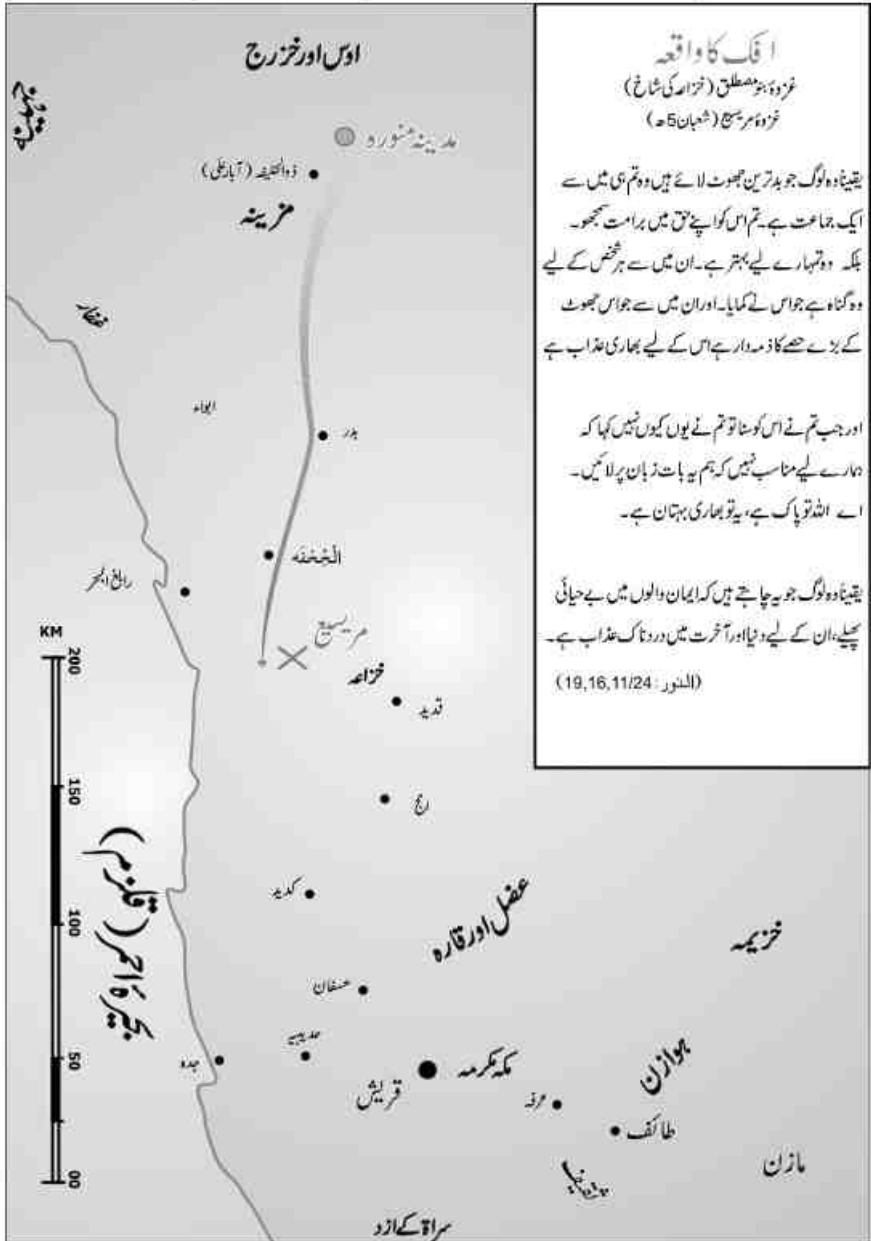 افک کا واقعہ
غزوۂ بنو مصطلق (خزاعہ کی شاخ)
غزوۂ مریسیع (شعبان 5ھ)
یقیناً وہ لوگ جو بدترین جھوٹ لائے ہیں وہ تم ہی میں سے
ایک جماعت ہے۔ تم اس کو اپنے حق میں برا مت سمجھو۔
بلکہ وہ تمہارے لیے بہتر ہے۔ ان میں سے ہر شخص کے لیے
وہ گناہ ہے جو اس نے کمایا۔ اور ان میں سے جو اس جھوٹ
کے بڑے حصے کا ذمہ دار ہے اس کے لیے بھاری عذاب ہے
اور جب تم نے اس کو سنا تو تم نے یوں کیوں نہیں کہا کہ
ہمارے لیے مناسب نہیں کہ ہم یہ بات زبان پر لائیں۔
اے اللہ تو پاک ہے، یہ تو بھاری بہتان ہے۔
یقیناً وہ لوگ جو یہ چاہتے ہیں کہ ایمان والوں میں بے حیائی
پھیلے، ان کے لیے دنیا اور آخرت میں دردناک عذاب ہے۔
(النور: 19,16,11/24)
اوس اور خزرج
مدینہ منورہ
ذوالحلیفہ (آبار علی)
مزینہ
غفار
ابواء
بدر
الْجُحْفَه
رابغ البحر
مریسیع
خزاعہ
قدید
رجیع
کدید
عضل اور قارہ
خزیمہ
عسفان
حدیبیہ
جدہ
مکہ مکرمہ
قریش
ہوازن
عرفہ
طائف
ثقیف
مازن
سراۃ کے ازد
بحیرۂ احمر (قلزم)
KM
200
150
100
50
00